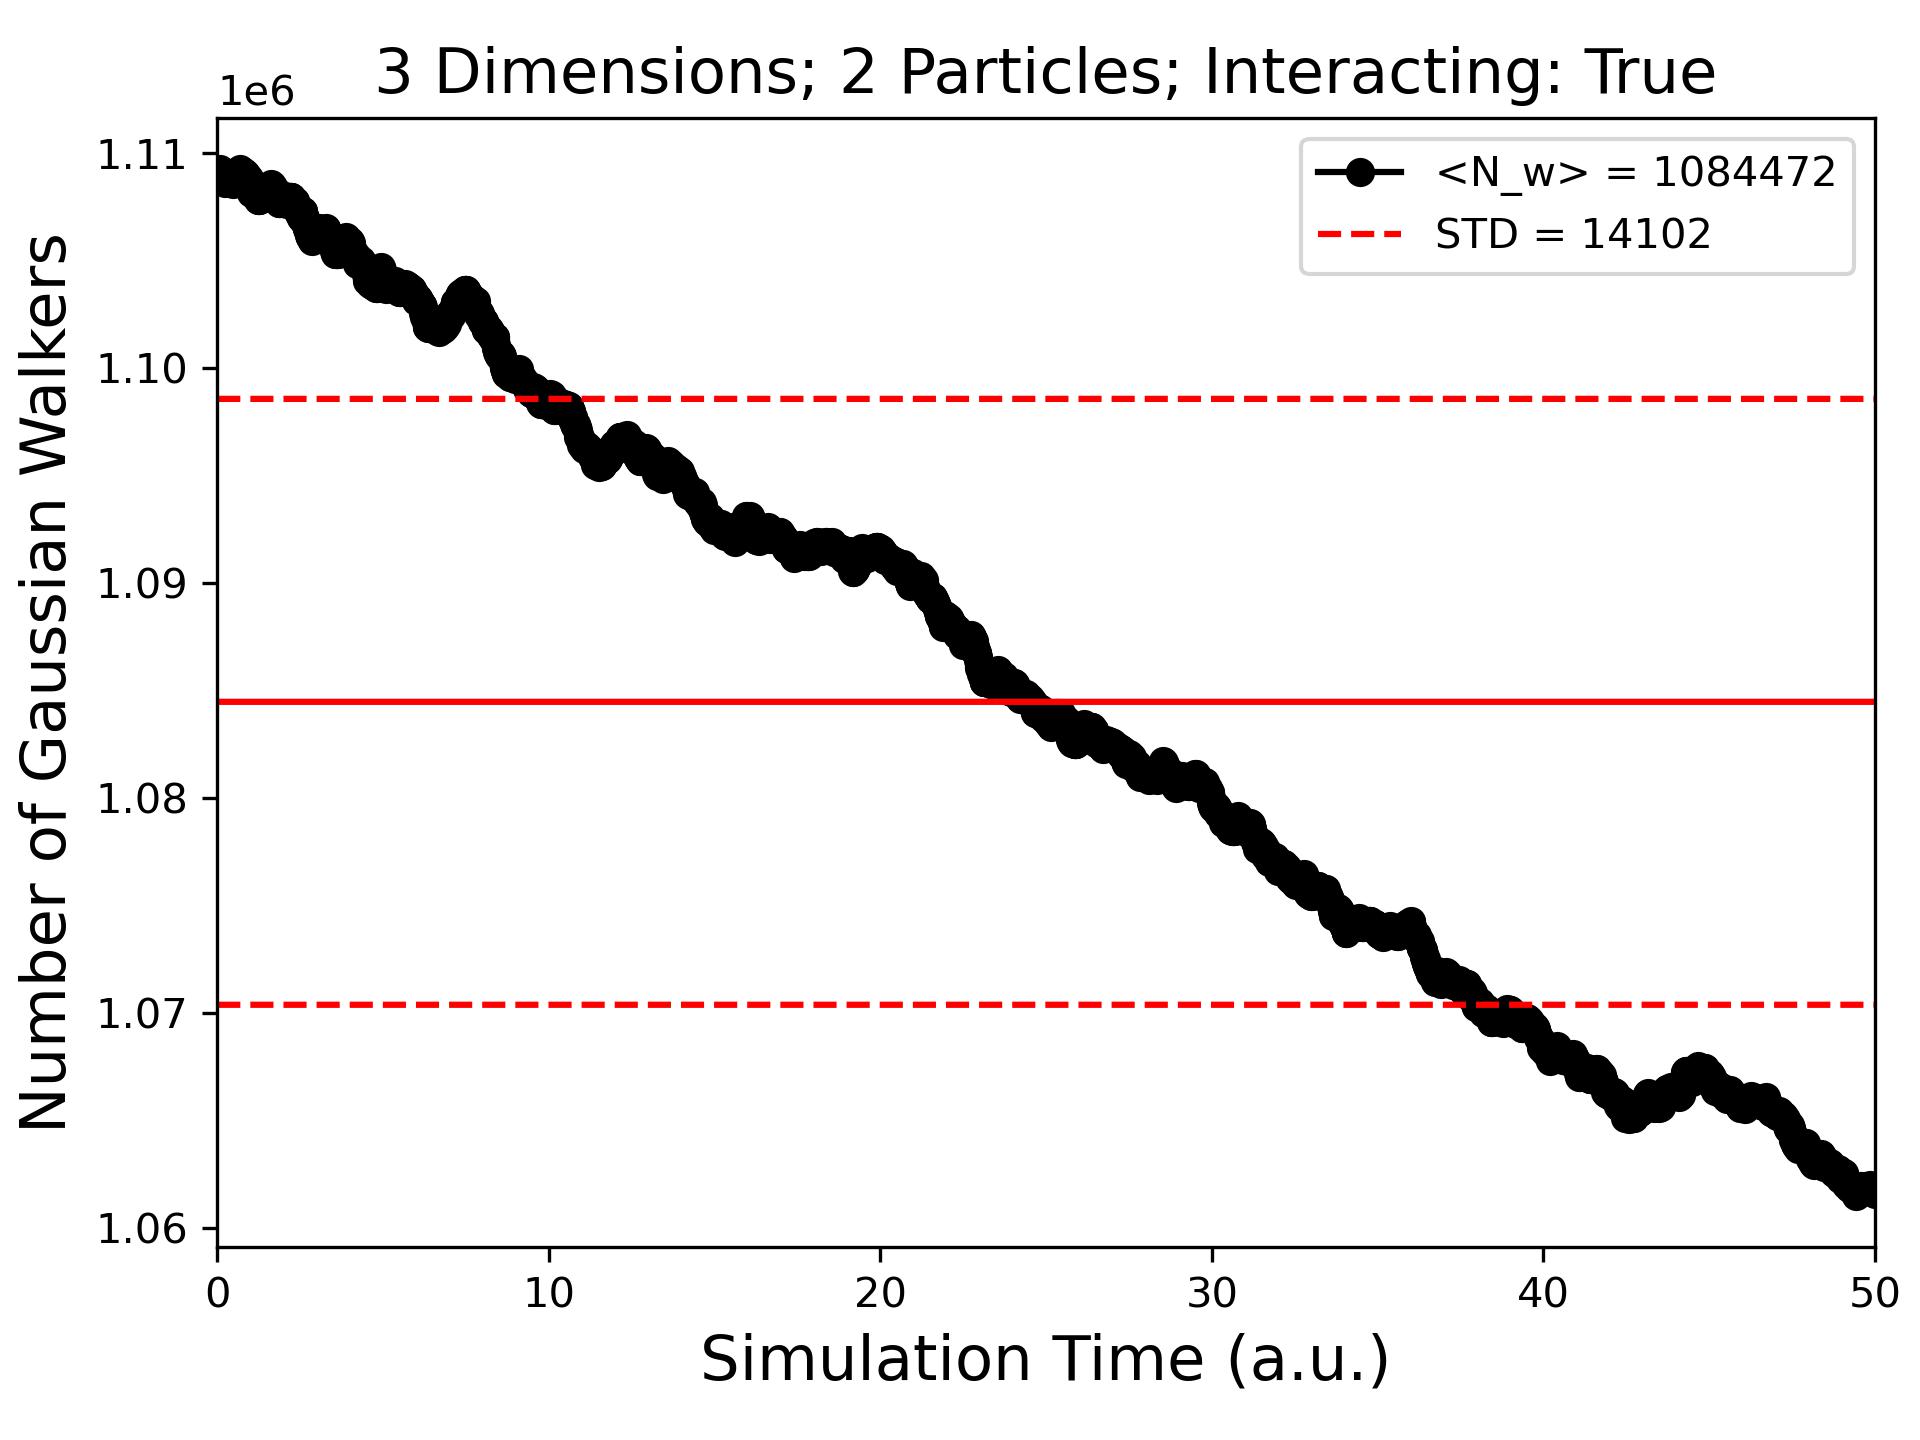 3 Dimensions; 2 Particles; Interacting: True
1e6
<N_w> = 1084472
STD = 14102
Number of Gaussian Walkers
1.11
1.10
1.09
1.08
1.07
1.06
0 10 20 30 40 50
Simulation Time (a.u.)